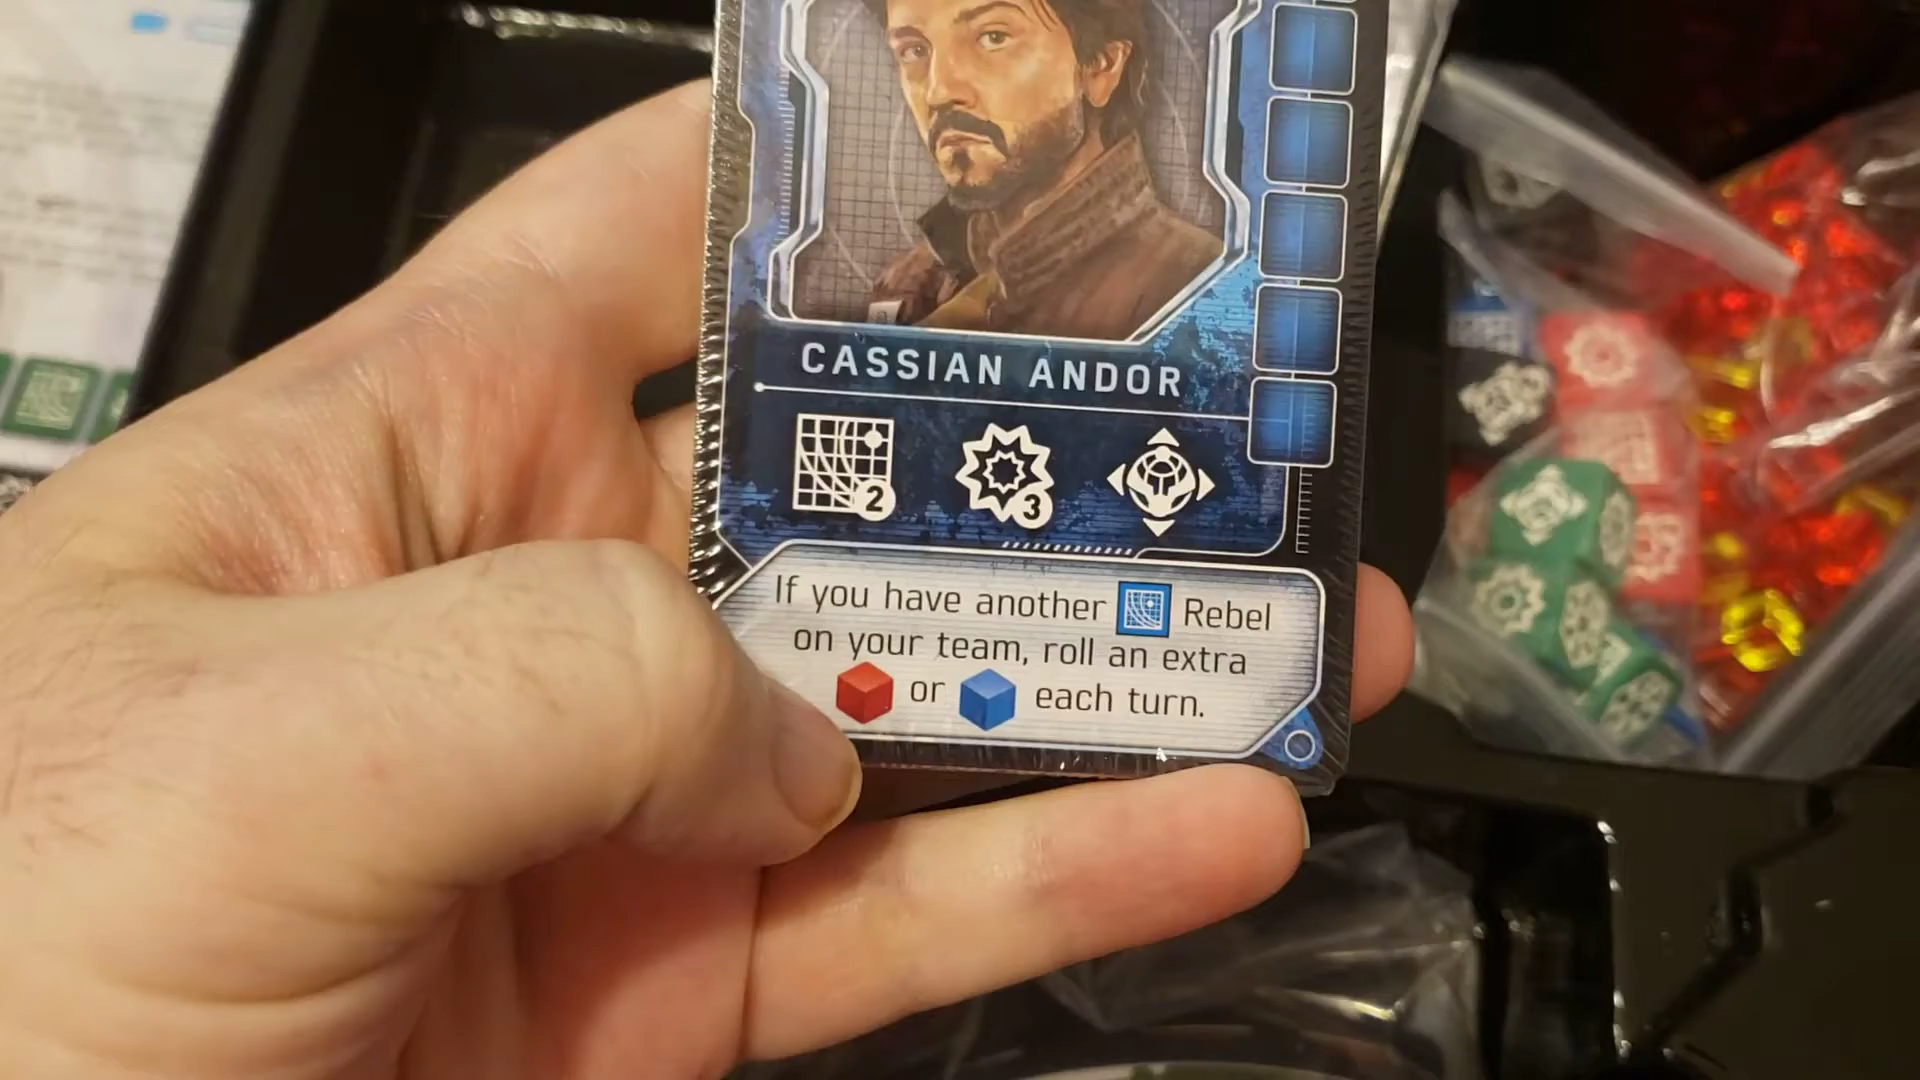 CASSIAN ANDOR
2 3
If you have another Rebel
on your team, roll an extra
or each turn.